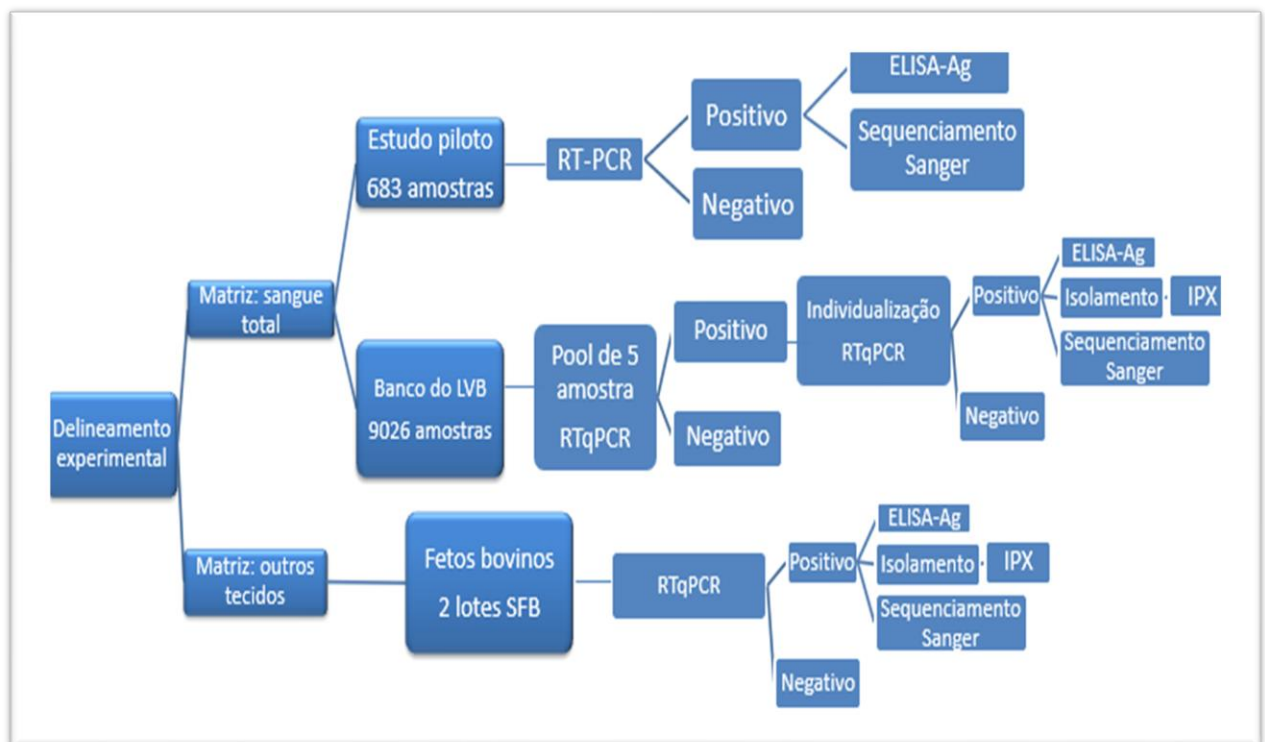 Delineamento
experimental
Matriz: sangue
total
Estudo piloto
683 amostras
RT-PCR
Positivo
ELISA-Ag
Sequenciamento
Sanger
Negativo
Banco do LVB
9026 amostras
Pool de 5
amostra
RTqPCR
Positivo
Individualização
RTqPCR
Positivo
ELISA-Ag
Isolamento
IPX
Sequenciamento
Sanger
Negativo
Negativo
Matriz: outros
tecidos
Fetos bovinos
2 lotes SFB
RTqPCR
Positivo
ELISA-Ag
Isolamento
IPX
Sequenciamento
Sanger
Negativo